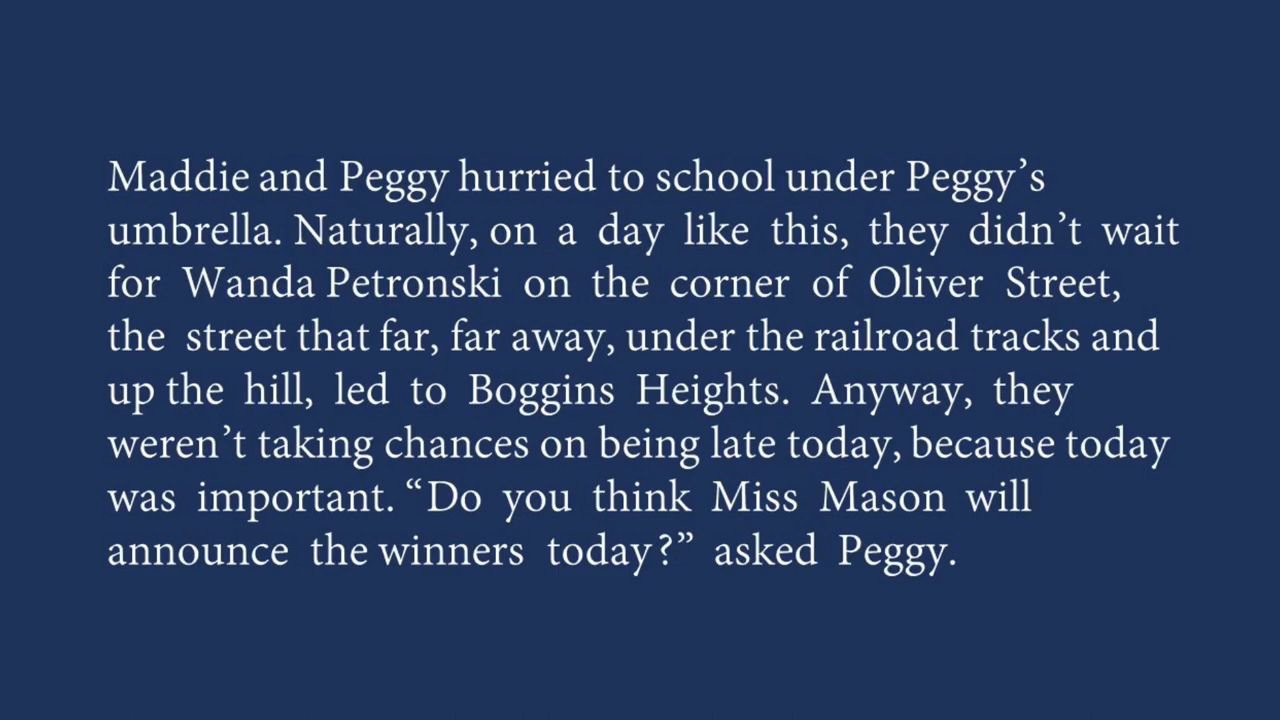 Maddie and Peggy hurried to school under Peggy’s
umbrella. Naturally, on a day like this, they didn’t wait
for Wanda Petronski on the corner of Oliver Street,
the street that far, far away, under the railroad tracks and
up the hill, led to Boggins Heights. Anyway, they
weren’t taking chances on being late today, because today
was important. “Do you think Miss Mason will
announce the winners today?” asked Peggy.